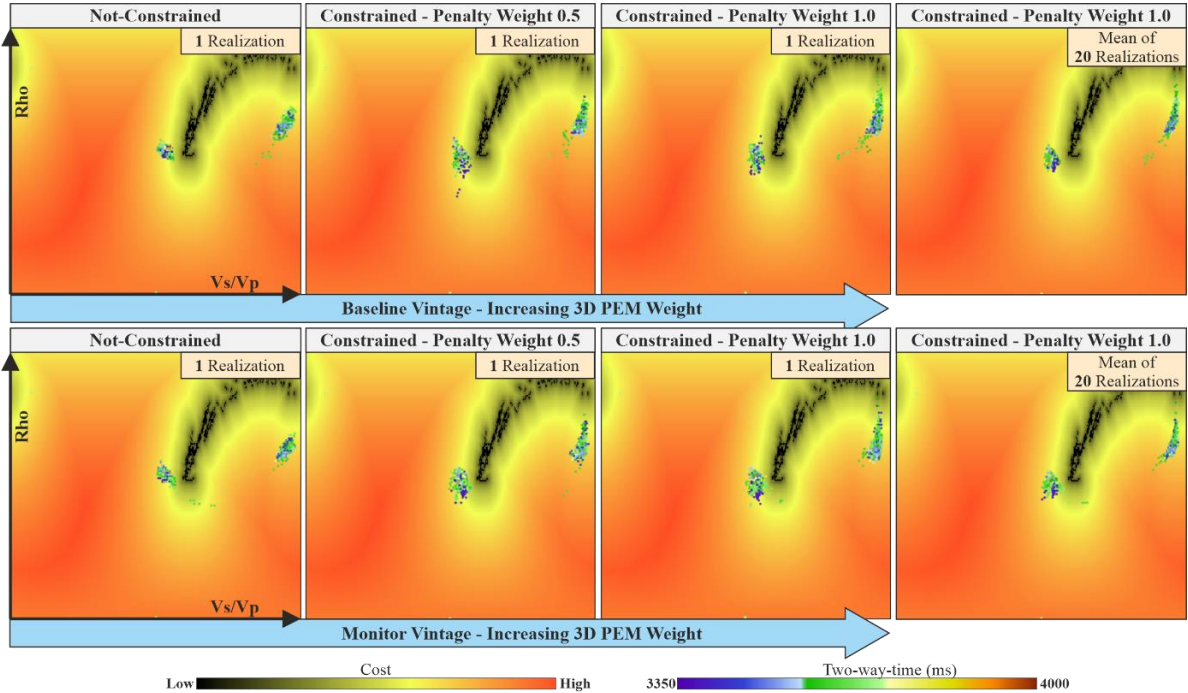 Not-Constrained
Constrained - Penalty Weight 0.5
Constrained - Penalty Weight 1.0
Constrained - Penalty Weight 1.0
1 Realization
1 Realization
1 Realization
Mean of
20 Realizations
Rho
Vs/Vp
Baseline Vintage - Increasing 3D PEM Weight
Not-Constrained
Constrained - Penalty Weight 0.5
Constrained - Penalty Weight 1.0
Constrained - Penalty Weight 1.0
1 Realization
1 Realization
1 Realization
Mean of
20 Realizations
Rho
Vs/Vp
Monitor Vintage - Increasing 3D PEM Weight
Cost
Low
High
Two-way-time (ms)
3350
4000